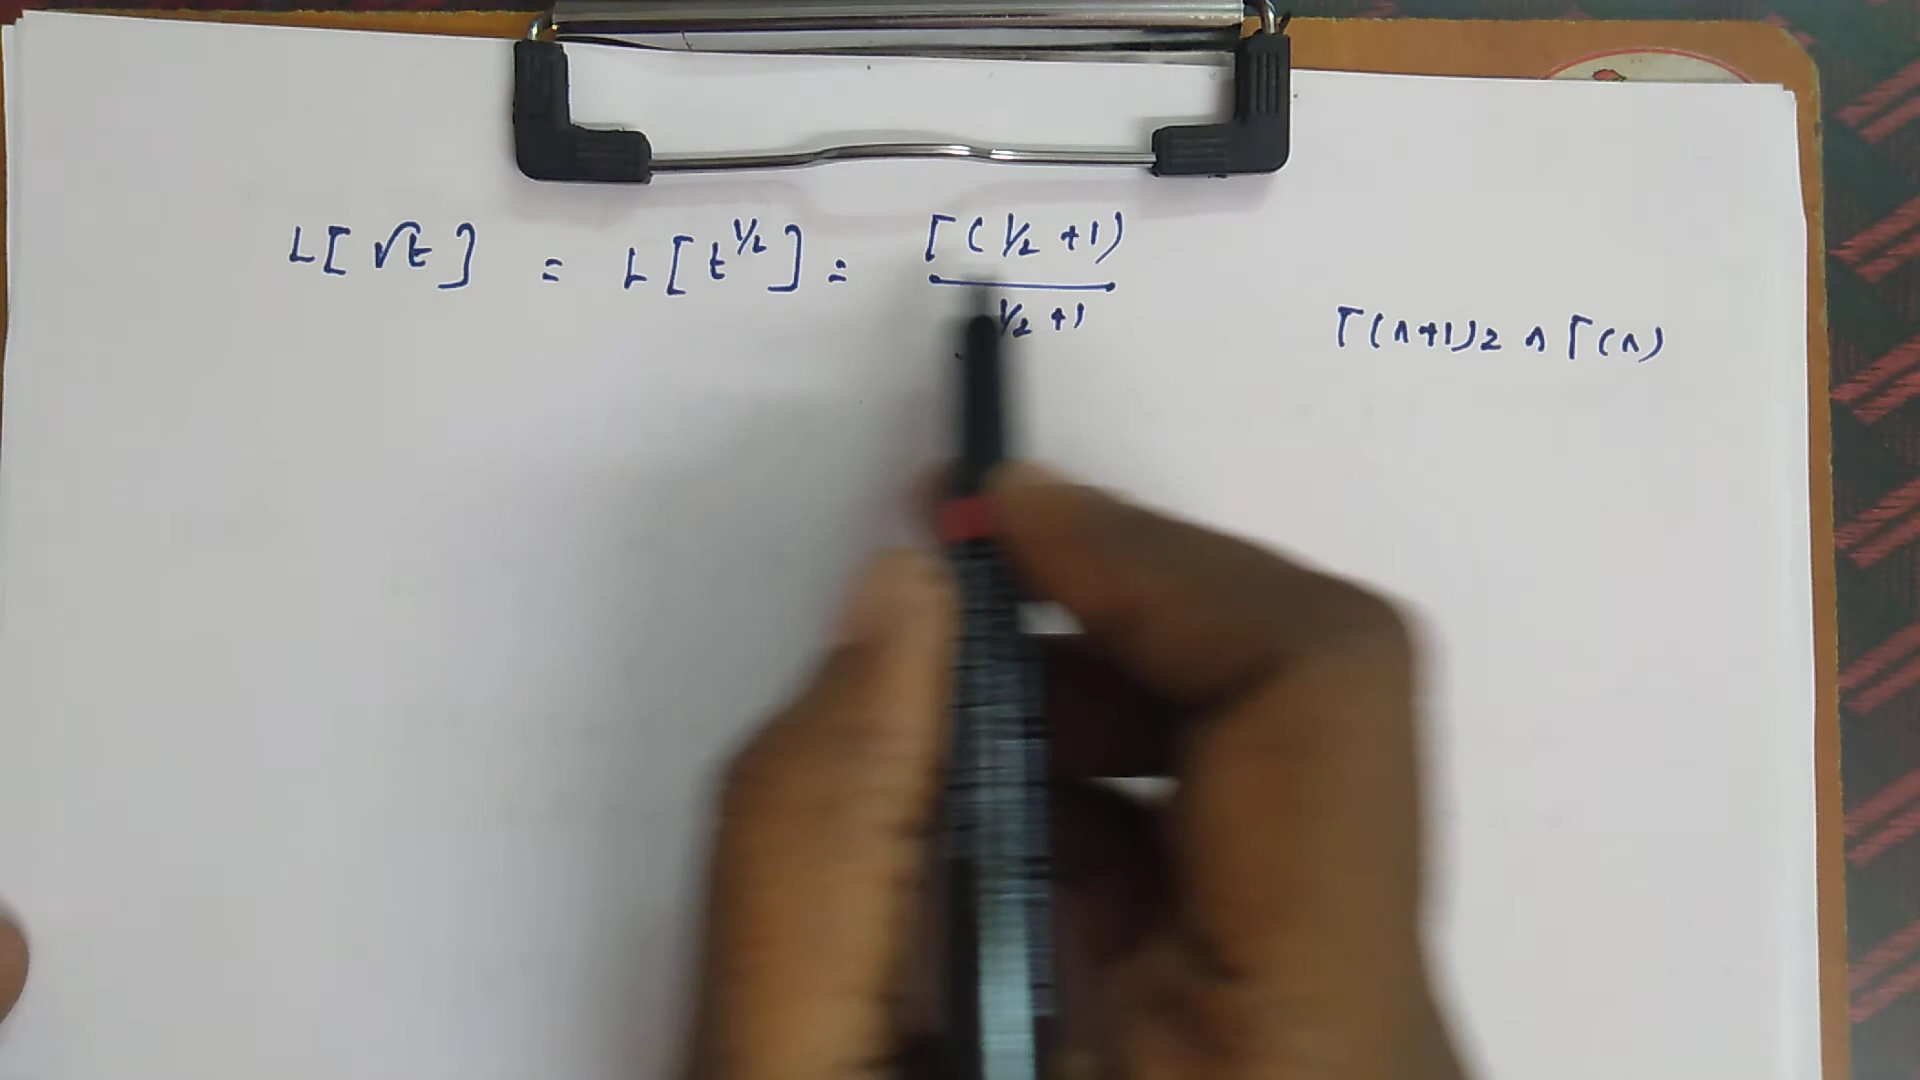 L[√t] = L[t^1/2] = Γ(1/2 +1) / 1/2 +1
Γ(n+1) = n Γ(n)